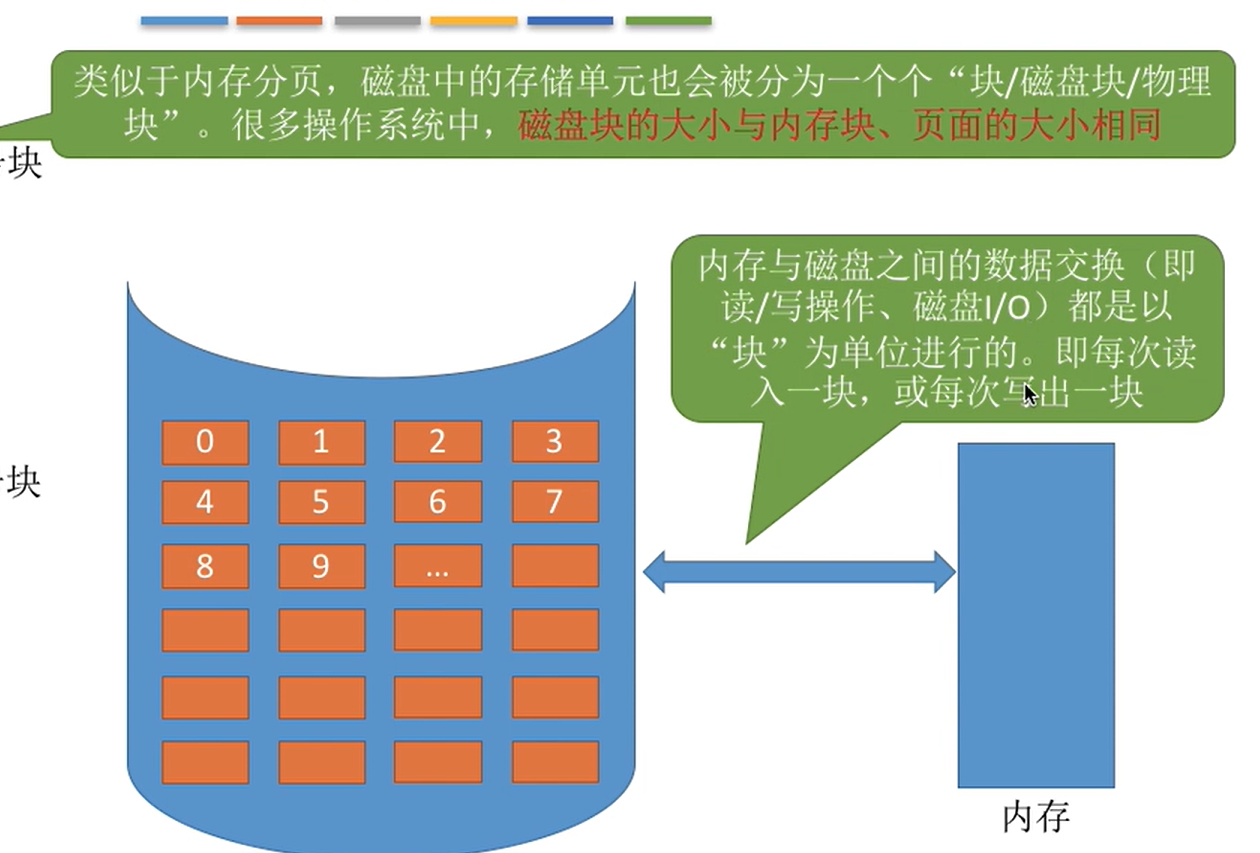 类似于内存分页，磁盘中的存储单元也会被分为一个个“块/磁盘块/物理
块”。很多操作系统中，磁盘块的大小与内存块、页面的大小相同
块
内存与磁盘之间的数据交换（即
读/写操作、磁盘I/O）都是以
“块”为单位进行的。即每次读
入一块，或每次写出一块
0 1 2 3
4 5 6 7
块
8 9 ...
内存